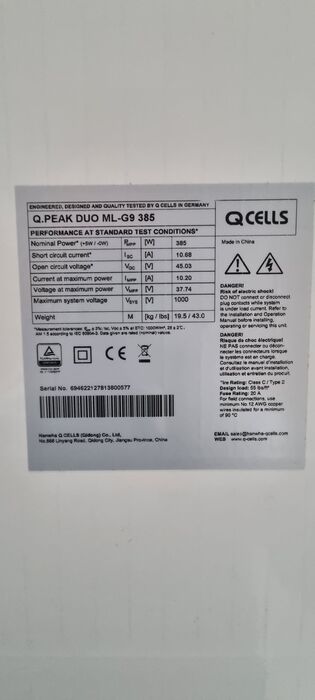 ENGINEERED, DESIGNED AND QUALITY TESTED BY Q CELLS IN GERMANY
Q.PEAK DUO ML-G9 385
PERFORMANCE AT STANDARD TEST CONDITIONS*
Nominal Power* (+5W / -0W) PMPP [W] 385
Short circuit current* ISC [A] 10.68
Open circuit voltage* VOC [V] 45.03
Current at maximum power IMPP [A] 10.20
Voltage at maximum power VMPP [V] 37.74
Maximum system voltage VSYS [V] 1000
Weight M [kg / lbs] 19.5 / 43.0
Serial No. 694622127813800577
Hanwha Q CELLS (Qidong) Co., Ltd,
No.888 Linyang Road, Qidong City, Jiangsu Province, China
Q CELLS
Made in China
DANGER!
Risk of electric shock!
DO NOT connect or disconnect
plug contacts while system
is under load current. Refer to
the Installation and Operation
Manual before installing,
operating or servicing this unit.
DANGER!
Risque du choc électrique!
NE PAS connecter ou décon-
necter les connecteurs lorsque
le système est en charge.
Consultez le manuel d'installation
et d'utilisation avant installation,
utilisation et entretien du produit.
Fire Rating: Class C / Type 2
Design load: 55 lbs/ft²
Fuse Rating: 20 A
For field connections, use
minimum No.12 AWG copper
wires insulated for a minimum
of 90 °C
EMAIL sales@hanwha-qcells.com
WEB www.q-cells.com